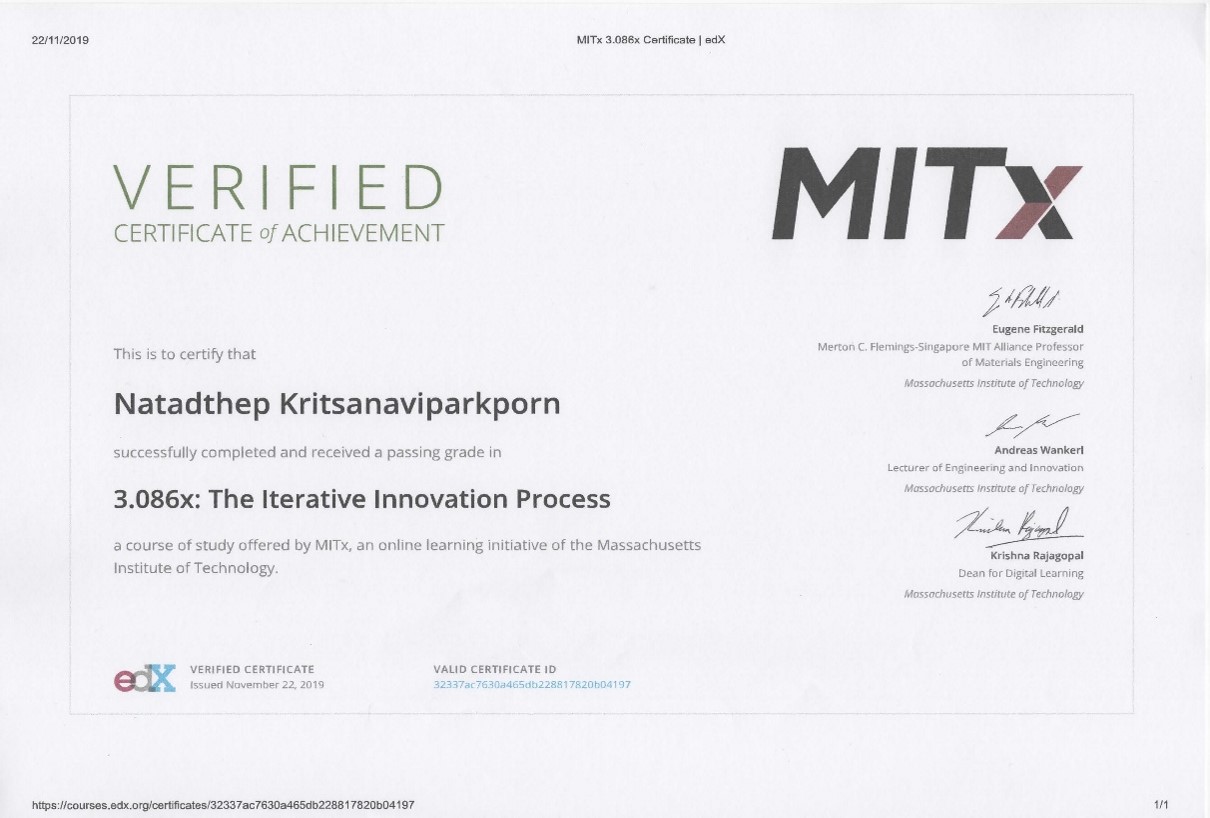 22/11/2019
MITx 3.086x Certificate | edX
VERIFIED
CERTIFICATE of ACHIEVEMENT
MITx
This is to certify that
Natadthep Kritsanaviparkporn
successfully completed and received a passing grade in
3.086x: The Iterative Innovation Process
a course of study offered by MITx, an online learning initiative of the Massachusetts
Institute of Technology.
Eugene Fitzgerald
Merton C. Flemings-Singapore MIT Alliance Professor
of Materials Engineering
Massachusetts Institute of Technology
Andreas Wankerl
Lecturer of Engineering and Innovation
Massachusetts Institute of Technology
Krishna Rajagopal
Dean for Digital Learning
Massachusetts Institute of Technology
edX
VERIFIED CERTIFICATE
Issued November 22, 2019
VALID CERTIFICATE ID
32337ac7630a465db228817820b04197
https://courses.edx.org/certificates/32337ac7630a465db228817820b04197
1/1